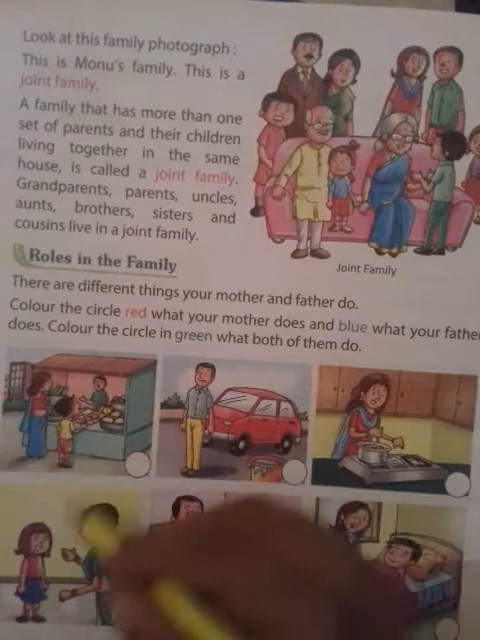 Look at this family photograph :
This is Monu's family. This is a
joint family.
A family that has more than one
set of parents and their children
living together in the same
house, is called a joint family.
Grandparents, parents, uncles,
aunts, brothers, sisters and
cousins live in a joint family.
Joint Family
Roles in the Family
There are different things your mother and father do.
Colour the circle red what your mother does and blue what your father
does. Colour the circle in green what both of them do.